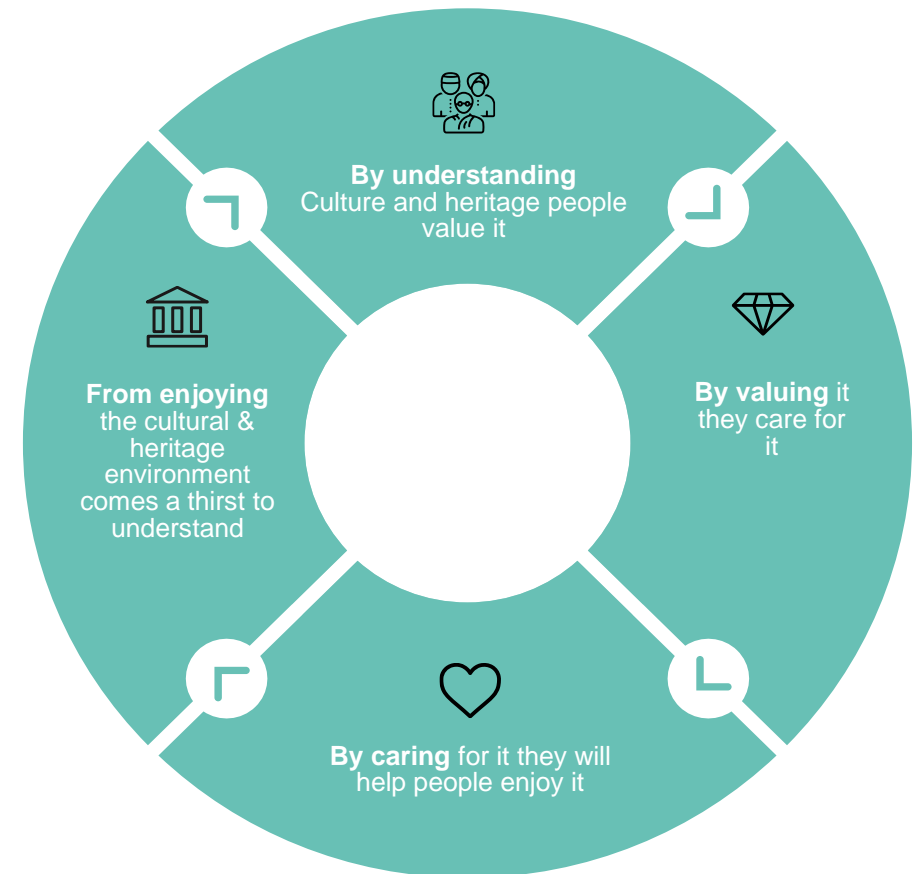 By understanding
Culture and heritage people
value it
By valuing it
they care for
it
By caring for it they will
help people enjoy it
From enjoying
the cultural &
heritage
environment
comes a thirst to
understand